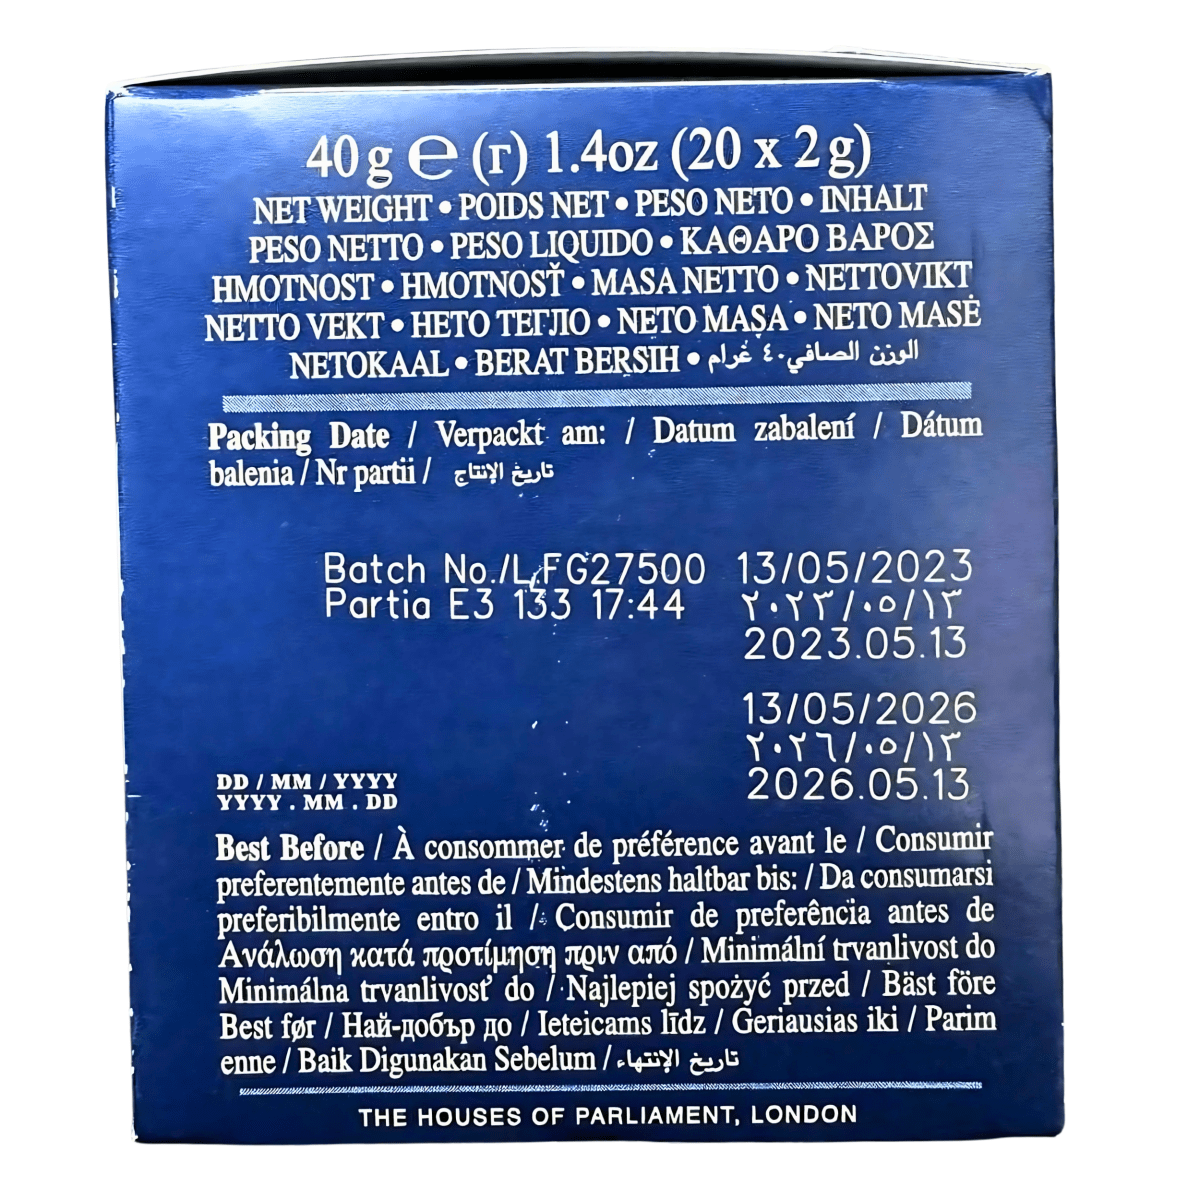 40 g ℮ (г) 1.4oz (20 x 2 g)
NET WEIGHT • POIDS NET • PESO NETO • INHALT
PESO NETTO • PESO LIQUIDO • ΚΑΘΑΡΟ ΒΑΡΟΣ
HMOTNOST • HMOTNOSŤ • MASA NETTO • NETTOVIKT
NETTO VEKT • НЕТО ТЕГЛО • NETO MASA • NETO MASĖ
NETOKAAL • BERAT BERSIH • الوزن الصافي٤٠ غرام
Packing Date / Verpackt am: / Datum zabalení / Dátum
balenia / Nr partii / تاريخ الإنتاج
Batch No./L,FG27500 13/05/2023
Partia E3 133 17:44 ٢٠٢٣/٠٥/١٣
2023.05.13
13/05/2026
٢٠٢٦/٠٥/١٣
DD / MM / YYYY
YYYY . MM . DD 2026.05.13
Best Before / À consommer de préférence avant le / Consumir
preferentemente antes de / Mindestens haltbar bis: / Da consumarsi
preferibilmente entro il / Consumir de preferência antes de
Ανάλωση κατά προτίμηση πριν από / Minimální trvanlivost do
Minimálna trvanlivosť do / Najlepiej spożyć przed / Bäst före
Best før / Най-добър до / Ieteicams līdz / Geriausias iki / Parim
enne / Baik Digunakan Sebelum / تاريخ الإنتهاء
THE HOUSES OF PARLIAMENT, LONDON